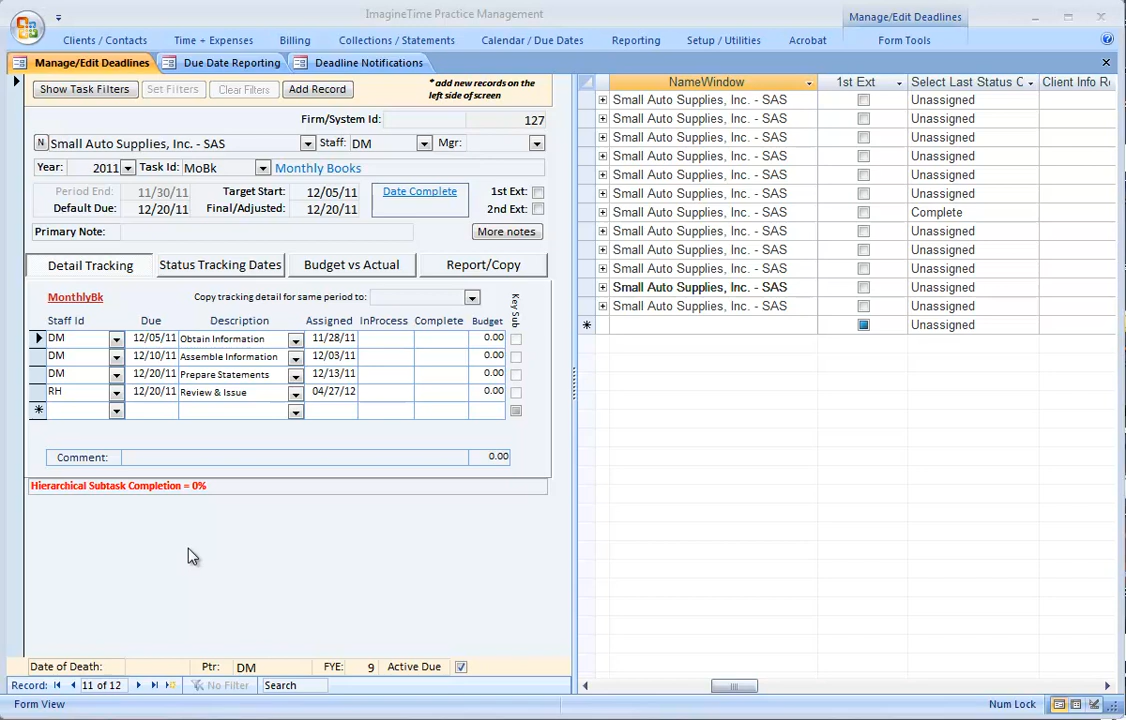 ImagineTime Practice Management
Manage/Edit Deadlines
Clients / Contacts Time + Expenses Billing Collections / Statements Calendar / Due Dates Reporting Setup / Utilities Acrobat Form Tools
Manage/Edit Deadlines Due Date Reporting Deadline Notifications
Show Task Filters Set Filters Clear Filters Add Record * add new records on the
left side of screen
Firm/System Id: 127
N Small Auto Supplies, Inc. - SAS Staff: DM Mgr:
Year: 2011 Task Id: MoBk Monthly Books
Period End: 11/30/11 Target Start: 12/05/11 Date Complete 1st Ext:
Default Due: 12/20/11 Final/Adjusted: 12/20/11 2nd Ext:
Primary Note: More notes
Detail Tracking Status Tracking Dates Budget vs Actual Report/Copy
MonthlyBk Copy tracking detail for same period to: Key Sub
Staff Id Due Description Assigned InProcess Complete Budget
DM 12/05/11 Obtain Information 11/28/11 0.00
DM 12/10/11 Assemble Information 12/03/11 0.00
DM 12/20/11 Prepare Statements 12/13/11 0.00
RH 12/20/11 Review & Issue 04/27/12 0.00
Comment: 0.00
Hierarchical Subtask Completion = 0%
Date of Death: Ptr: DM FYE: 9 Active Due
Record: 11 of 12 No Filter Search
NameWindow 1st Ext Select Last Status C Client Info Re
Small Auto Supplies, Inc. - SAS Unassigned
Small Auto Supplies, Inc. - SAS Unassigned
Small Auto Supplies, Inc. - SAS Unassigned
Small Auto Supplies, Inc. - SAS Unassigned
Small Auto Supplies, Inc. - SAS Unassigned
Small Auto Supplies, Inc. - SAS Unassigned
Small Auto Supplies, Inc. - SAS Complete
Small Auto Supplies, Inc. - SAS Unassigned
Small Auto Supplies, Inc. - SAS Unassigned
Small Auto Supplies, Inc. - SAS Unassigned
Small Auto Supplies, Inc. - SAS Unassigned
Small Auto Supplies, Inc. - SAS Unassigned
Unassigned
Form View Num Lock